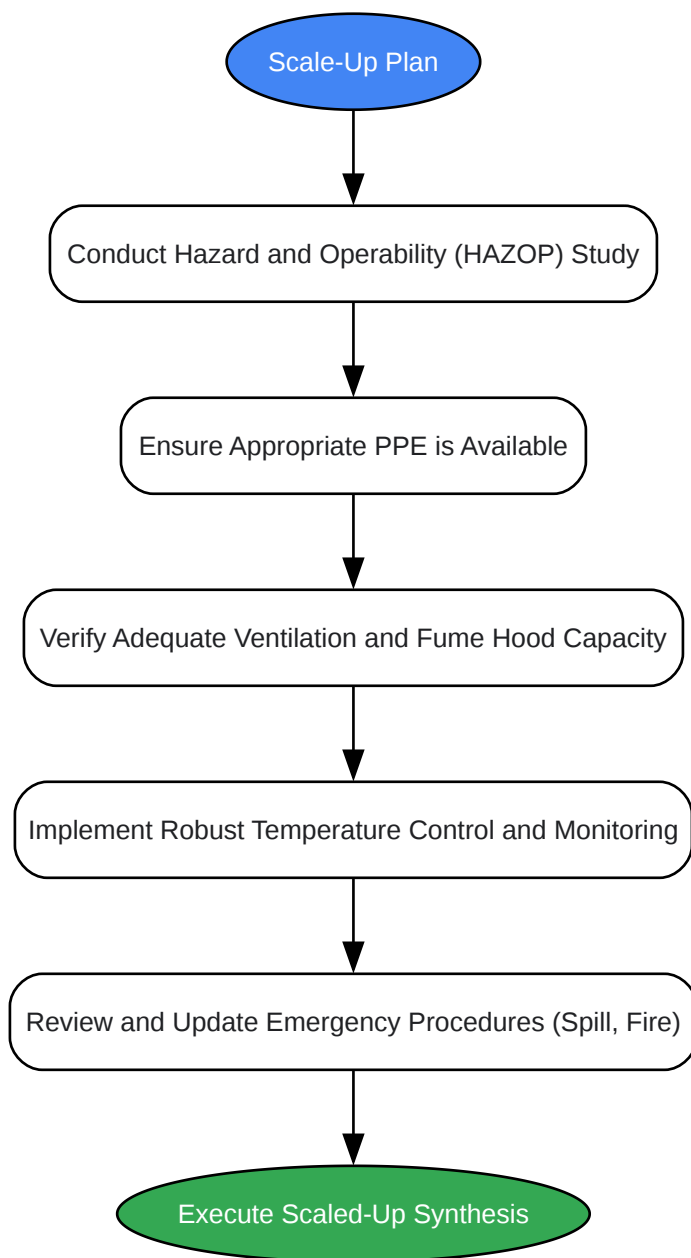 Scale-Up Plan
Conduct Hazard and Operability (HAZOP) Study
Ensure Appropriate PPE is Available
Verify Adequate Ventilation and Fume Hood Capacity
Implement Robust Temperature Control and Monitoring
Review and Update Emergency Procedures (Spill, Fire)
Execute Scaled-Up Synthesis